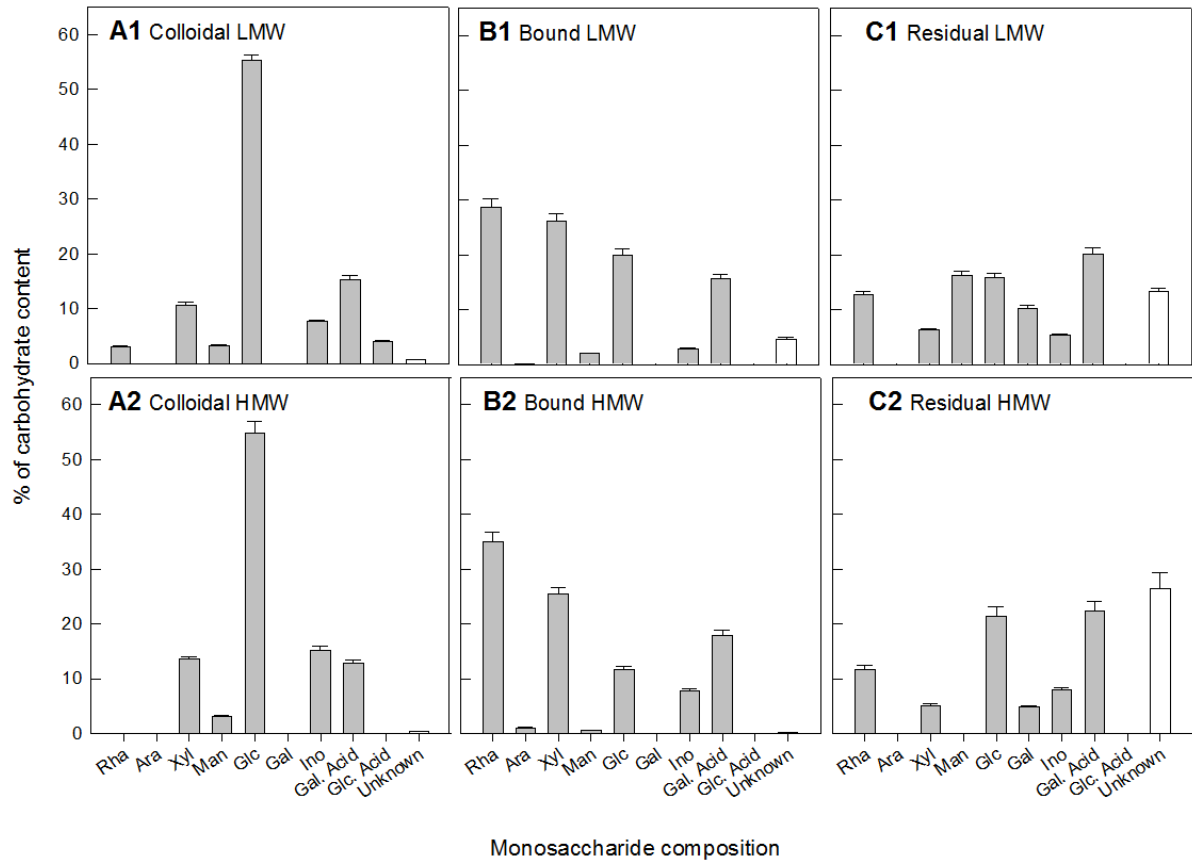 A1 Colloidal LMW
B1 Bound LMW
C1 Residual LMW
60
50
40
30
20
10
0
A2 Colloidal HMW
B2 Bound HMW
C2 Residual HMW
60
50
40
30
20
10
0
% of carbohydrate content
Rha Ara Xyl Man Glc Gal Ino Gal. Acid Glc. Acid Unknown
Rha Ara Xyl Man Glc Gal Ino Gal. Acid Glc. Acid Unknown
Rha Ara Xyl Man Glc Gal Ino Gal. Acid Glc. Acid Unknown
Monosaccharide composition